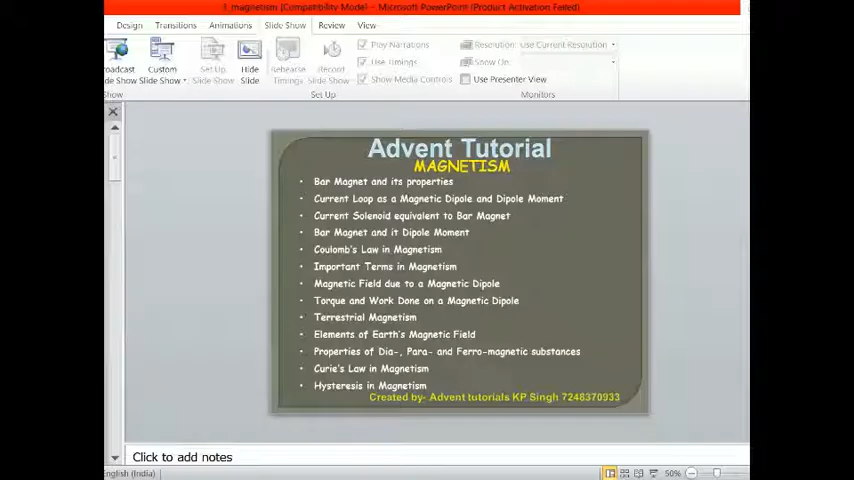 magnetism [Compatibility Mode] - Microsoft PowerPoint (Product Activation Failed)
Design Transitions Animations Slide Show Review View
Play Narrations Resolution: Use Current Resolution
Use Timings Show On:
roadcast Custom Set Up Hide Rehearse Record Show Media Controls Use Presenter View
lide Show Slide Show Slide Show Slide Timings Slide Show
Show Set Up Monitors
Advent Tutorial
MAGNETISM
• Bar Magnet and its properties
• Current Loop as a Magnetic Dipole and Dipole Moment
• Current Solenoid equivalent to Bar Magnet
• Bar Magnet and it Dipole Moment
• Coulomb's Law in Magnetism
• Important Terms in Magnetism
• Magnetic Field due to a Magnetic Dipole
• Torque and Work Done on a Magnetic Dipole
• Terrestrial Magnetism
• Elements of Earth's Magnetic Field
• Properties of Dia-, Para- and Ferro-magnetic substances
• Curie's Law in Magnetism
• Hysteresis in Magnetism
Created by- Advent tutorials KP Singh 7248370933
Click to add notes
English (India) 50%